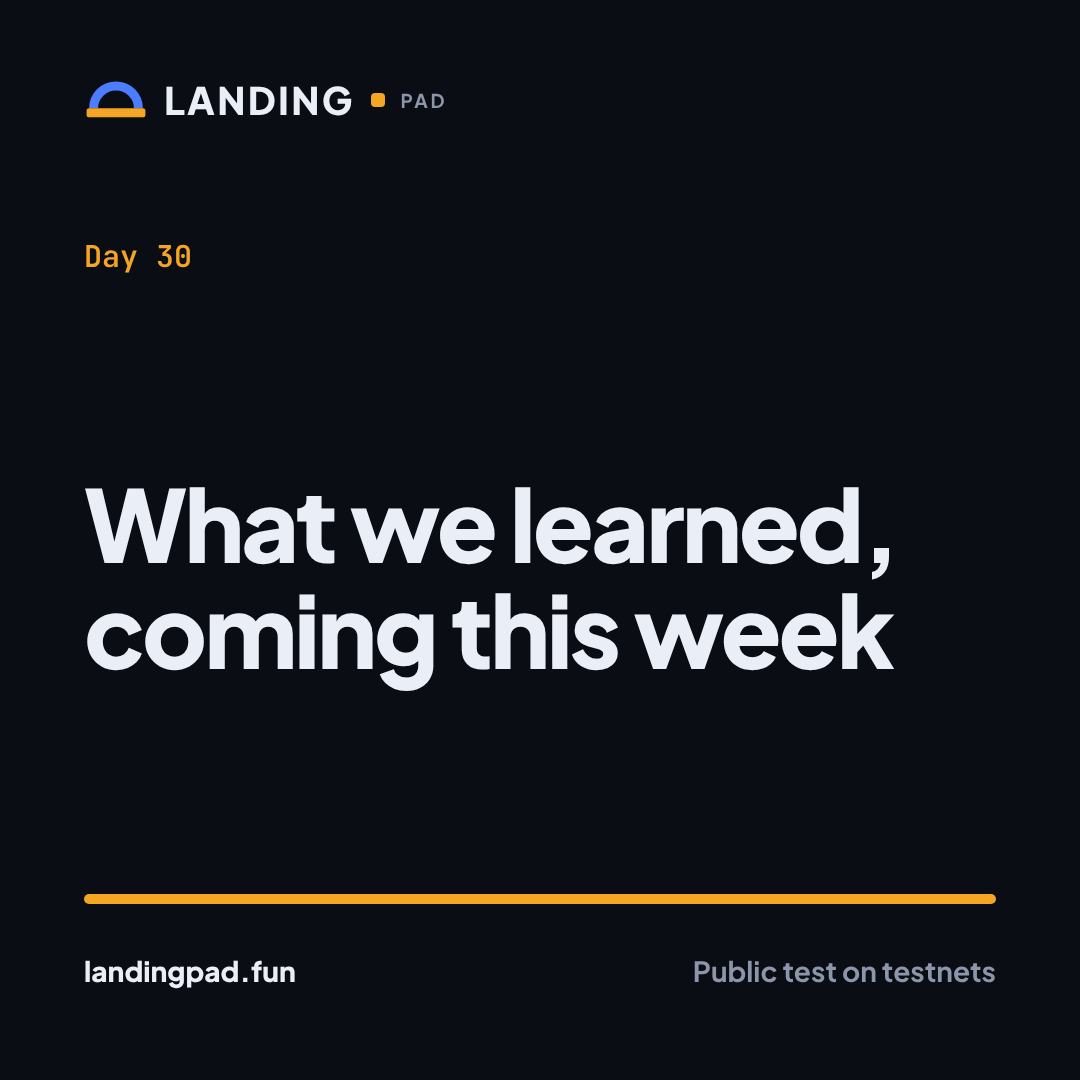 LANDING PAD
Day 30
What we learned,
coming this week
landingpad.fun
Public test on testnets